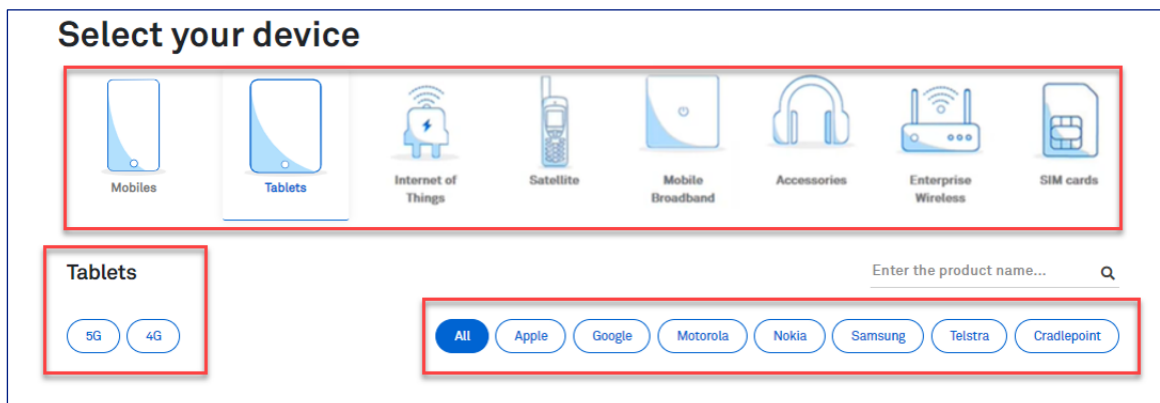 Select your device
Mobiles
Tablets
Internet of
Things
Satellite
Mobile
Broadband
Accessories
Enterprise
Wireless
SIM cards
Tablets
Enter the product name...
5G 4G
All Apple Google Motorola Nokia Samsung Telstra Cradlepoint